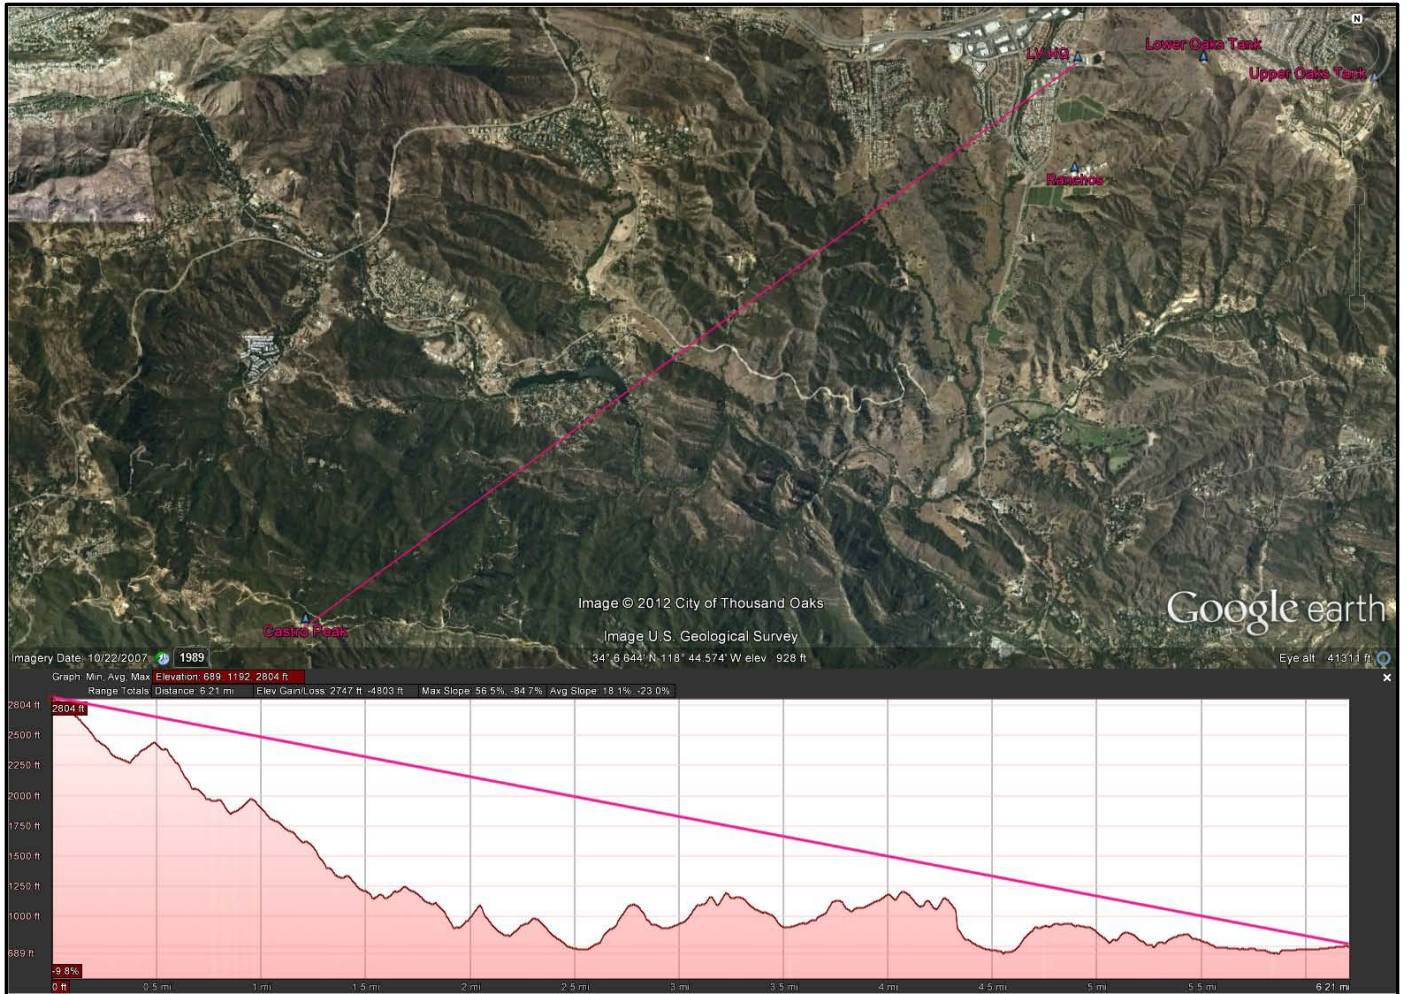 N
LV HQ
Lower Oaks Tank
Upper Oaks Tank
Ranchos
Castro Peak
Image © 2012 City of Thousand Oaks
Image U.S. Geological Survey
Google earth
Imagery Date: 10/22/2007 1989 34° 6.644' N 118° 44.574' W elev 928 ft Eye alt 41311 ft
Graph: Min, Avg, Max Elevation: 689, 1192, 2804 ft
Range Totals: Distance: 6.21 mi Elev Gain/Loss: 2747 ft, -4803 ft Max Slope: 56.5%, -84.7% Avg Slope: 18.1%, -23.0%
2804 ft 2804 ft
2500 ft
2250 ft
2000 ft
1750 ft
1500 ft
1250 ft
1000 ft
689 ft
-9.8%
0 ft 0.5 mi 1 mi 1.5 mi 2 mi 2.5 mi 3 mi 3.5 mi 4 mi 4.5 mi 5 mi 5.5 mi 6.21 mi